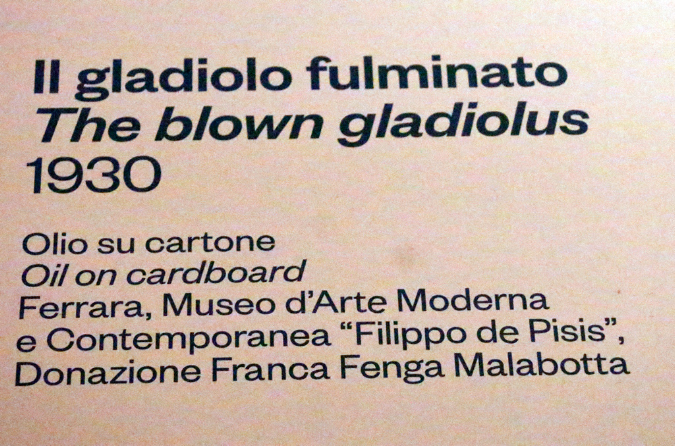 Il gladiolo fulminato
The blown gladiolus
1930
Olio su cartone
Oil on cardboard
Ferrara, Museo d'Arte Moderna
e Contemporanea “Filippo de Pisis”,
Donazione Franca Fenga Malabotta